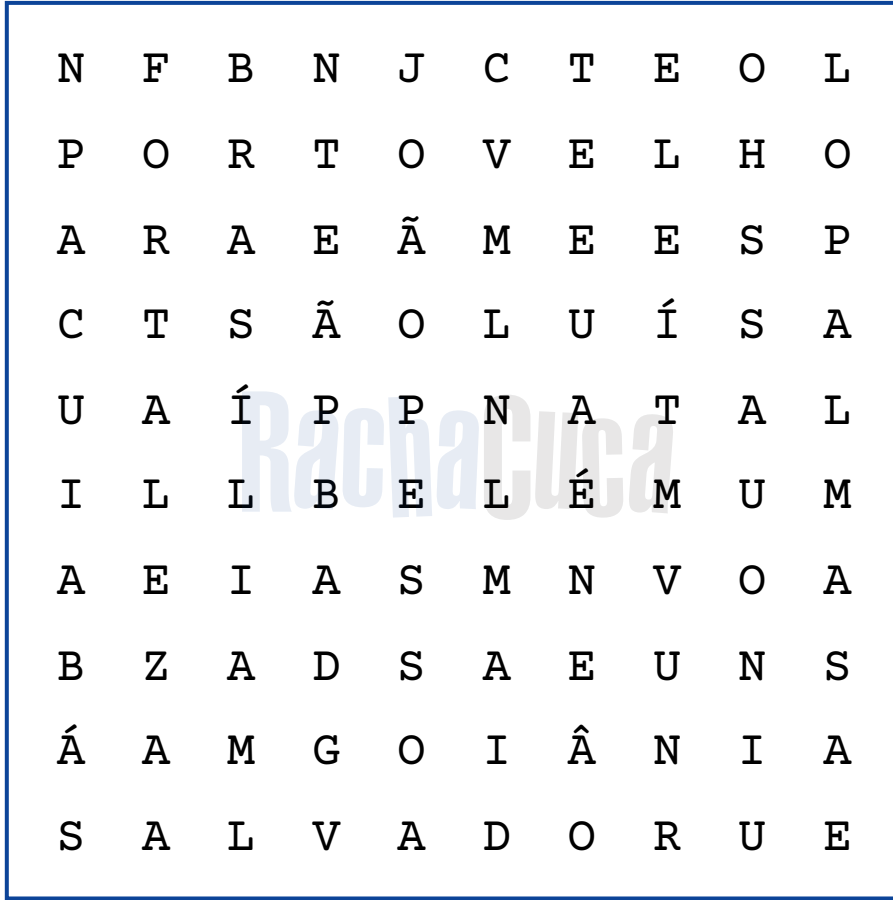 N F B N J C T E O L
P O R T O V E L H O
A R A E Ã M E E S P
C T S Ã O L U Í S A
U A Í P P N A T A L
I L L B E L É M U M
A E I A S M N V O A
B Z A D S A E U N S
Á A M G O I Â N I A
S A L V A D O R U E
RachaCuca